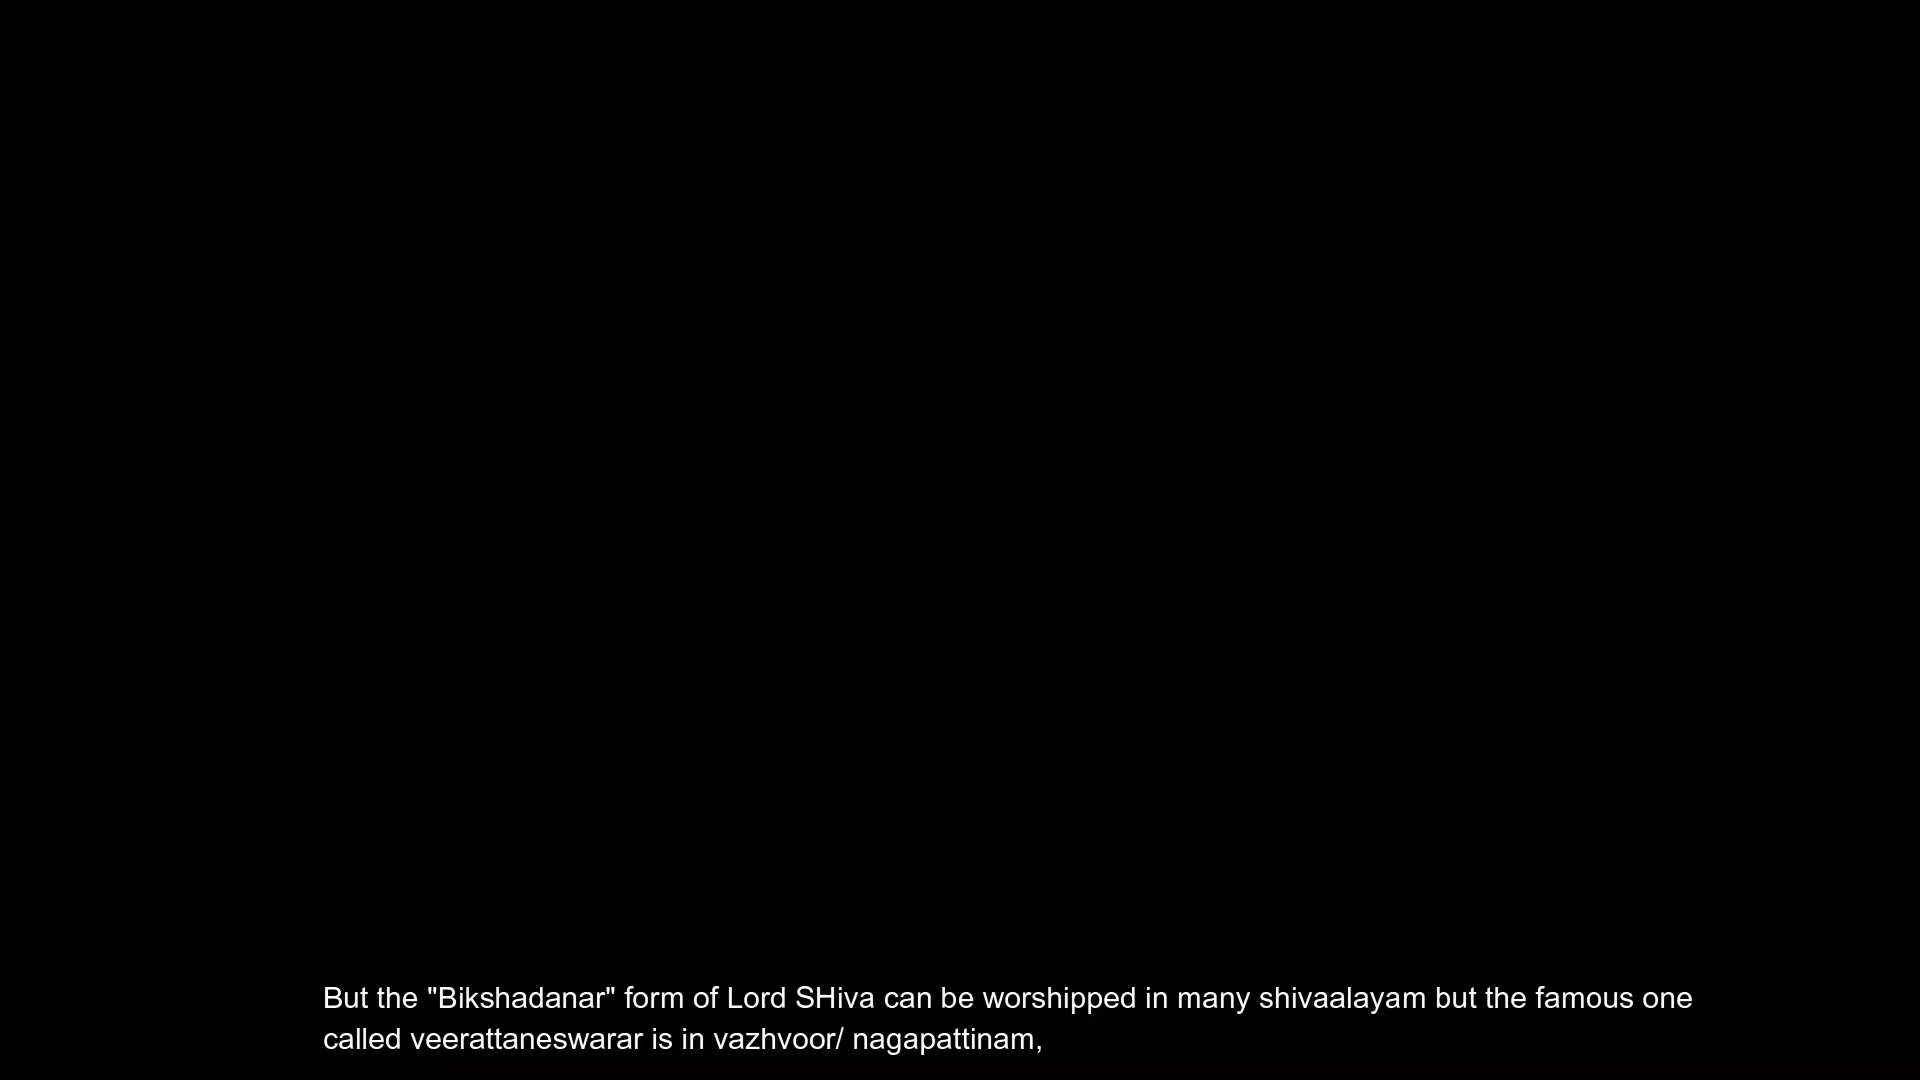 But the "Bikshadanar" form of Lord SHiva can be worshipped in many shivaalayam but the famous one
called veerattaneswarar is in vazhvoor/ nagapattinam,